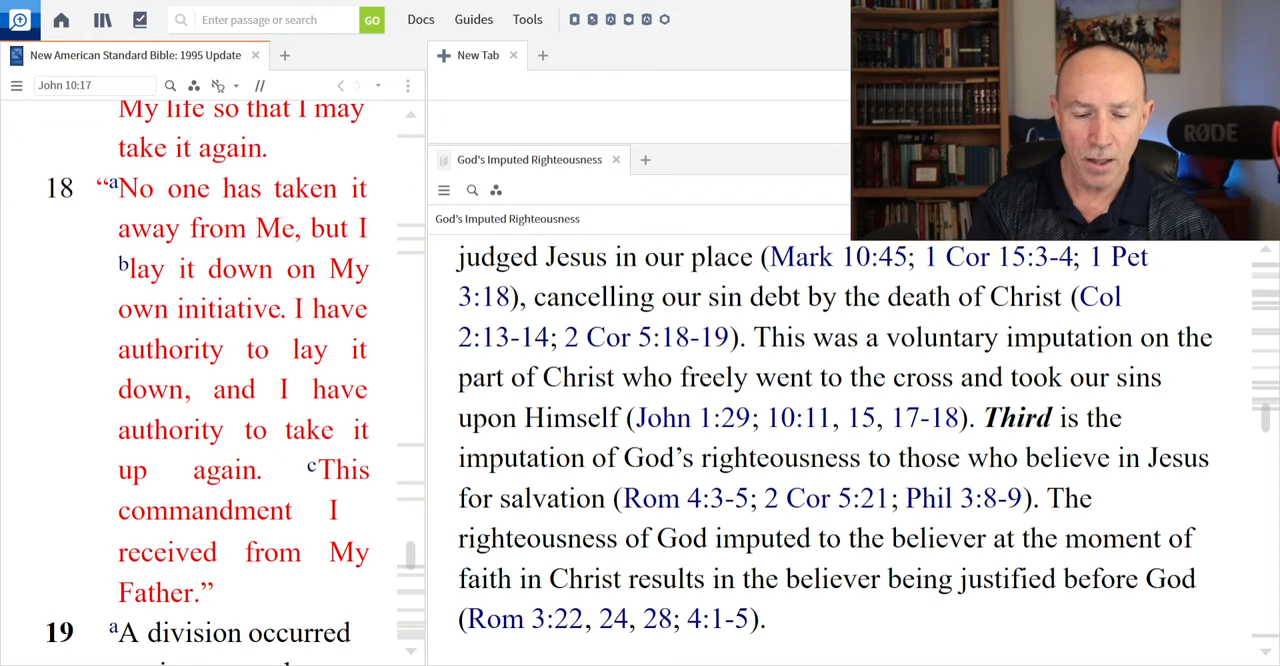 Enter passage or search
GO
Docs
Guides
Tools
New American Standard Bible: 1995 Update
New Tab
John 10:17
My life so that I may
take it again.
18 “aNo one has taken it
away from Me, but I
blay it down on My
own initiative. I have
authority to lay it
down, and I have
authority to take it
up again. cThis
commandment I
received from My
Father.”
19 aA division occurred
God's Imputed Righteousness
God's Imputed Righteousness
judged Jesus in our place (Mark 10:45; 1 Cor 15:3-4; 1 Pet
3:18), cancelling our sin debt by the death of Christ (Col
2:13-14; 2 Cor 5:18-19). This was a voluntary imputation on the
part of Christ who freely went to the cross and took our sins
upon Himself (John 1:29; 10:11, 15, 17-18). Third is the
imputation of God’s righteousness to those who believe in Jesus
for salvation (Rom 4:3-5; 2 Cor 5:21; Phil 3:8-9). The
righteousness of God imputed to the believer at the moment of
faith in Christ results in the believer being justified before God
(Rom 3:22, 24, 28; 4:1-5).
RØDE